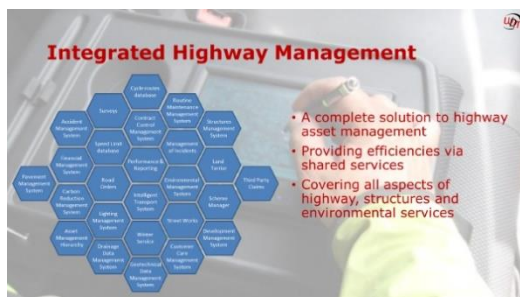 Integrated Highway Management
Cycle routes
database
Surveys
Routine
Maintenance
Management
System
Accident
Management
System
Contract
Control
Management
System
Structures
Management
System
Speed Limit
database
Management
of Incidents
Financial
Management
System
Performance &
Reporting
Land
Terrier
Pavement
Management
System
Road
Orders
Environmental
Management
System
Third Party
Claims
Carbon
Reduction
Management
System
Intelligent
Transport
System
Scheme
Manager
Lighting
Management
System
Street Works
Asset
Management
Hierarchy
Winter
Service
Development
Management
System
Drainage
Data
Management
System
Customer
Care
Management
System
Geotechnical
Data
Management
System
• A complete solution to highway
asset management
• Providing efficiencies via
shared services
• Covering all aspects of
highway, structures and
environmental services